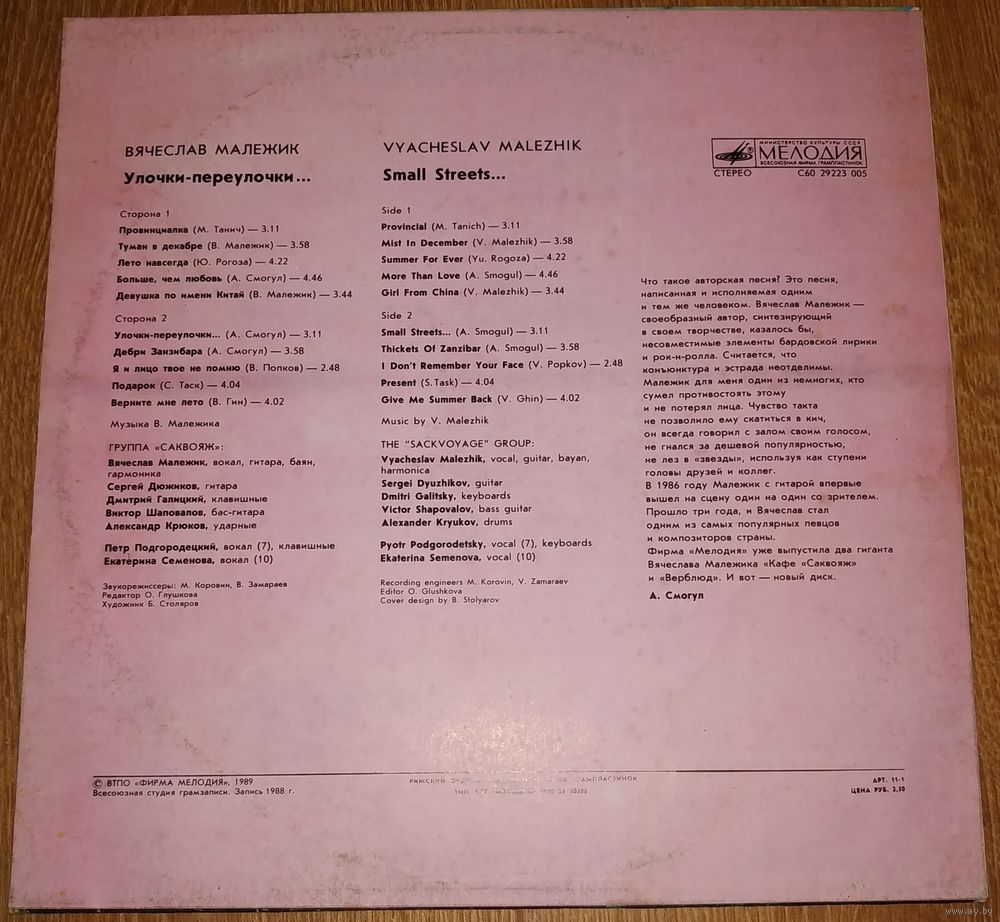 ВЯЧЕСЛАВ МАЛЕЖИК
Улочки-переулочки...
Сторона 1
Провинциалка (М. Танич) — 3.11
Туман в декабре (В. Малежик) — 3.58
Лето навсегда (Ю. Рогоза) — 4.22
Больше, чем любовь (А. Смогул) — 4.46
Девушка по имени Китай (В. Малежик) — 3.44
Сторона 2
Улочки-переулочки... (А. Смогул) — 3.11
Дебри Занзибара (А. Смогул) — 3.58
Я и лицо твое не помню (В. Попков) — 2.48
Подарок (С. Таск) — 4.04
Верните мне лето (В. Гин) — 4.02
Музыка В. Малежика
ГРУППА «САКВОЯЖ»:
Вячеслав Малежик, вокал, гитара, баян,
гармоника
Сергей Дюжиков, гитара
Дмитрий Галицкий, клавишные
Виктор Шаповалов, бас-гитара
Александр Крюков, ударные
Петр Подгородецкий, вокал (7), клавишные
Екатерина Семенова, вокал (10)
Звукорежиссеры: М. Коровин, В. Замараев
Редактор О. Глушкова
Художник Б. Столяров
VYACHESLAV MALEZHIK
Small Streets...
Side 1
Provincial (M. Tanich) — 3.11
Mist In December (V. Malezhik) — 3.58
Summer For Ever (Yu. Rogoza) — 4.22
More Than Love (A. Smogul) — 4.46
Girl From China (V. Malezhik) — 3.44
Side 2
Small Streets... (A. Smogul) — 3.11
Thickets Of Zanzibar (A. Smogul) — 3.58
I Don't Remember Your Face (V. Popkov) — 2.48
Present (S. Task) — 4.04
Give Me Summer Back (V. Ghin) — 4.02
Music by V. Malezhik
THE "SACKVOYAGE" GROUP:
Vyacheslav Malezhik, vocal, guitar, bayan,
harmonica
Sergei Dyuzhikov, guitar
Dmitri Galitsky, keyboards
Victor Shapovalov, bass guitar
Alexander Kryukov, drums
Pyotr Podgorodetsky, vocal (7), keyboards
Ekaterina Semenova, vocal (10)
Recording engineers M. Korovin, V. Zamaraev
Editor O. Glushkova
Cover design by B. Stolyarov
МИНИСТЕРСТВО КУЛЬТУРЫ СССР
МЕЛОДИЯ
ВСЕСОЮЗНАЯ ФИРМА ГРАМПЛАСТИНОК
СТЕРЕО С60 29223 005
Что такое авторская песня? Это песня,
написанная и исполняемая одним
и тем же человеком. Вячеслав Малежик —
своеобразный автор, синтезирующий
в своем творчестве, казалось бы,
несовместимые элементы бардовской лирики
и рок-н-ролла. Считается, что
конъюнктура и эстрада неотделимы.
Малежик для меня один из немногих, кто
сумел противостоять этому
и не потерял лица. Чувство такта
не позволило ему скатиться в кич,
он всегда говорил с залом своим голосом,
не гнался за дешевой популярностью,
не лез в «звезды», используя как ступени
головы друзей и коллег.
В 1986 году Малежик с гитарой впервые
вышел на сцену один на один со зрителем.
Прошло три года, и Вячеслав стал
одним из самых популярных певцов
и композиторов страны.
Фирма «Мелодия» уже выпустила два гиганта
Вячеслава Малежика «Кафе «Саквояж»
и «Верблюд». И вот — новый диск.
А. Смогул
© ВТПО «ФИРМА МЕЛОДИЯ», 1989
Всесоюзная студия грамзаписи. Запись 1988 г.
РИЖСКИЙ
АРТ. 11-1
ЦЕНА РУБ. 2,50
www.ay.by